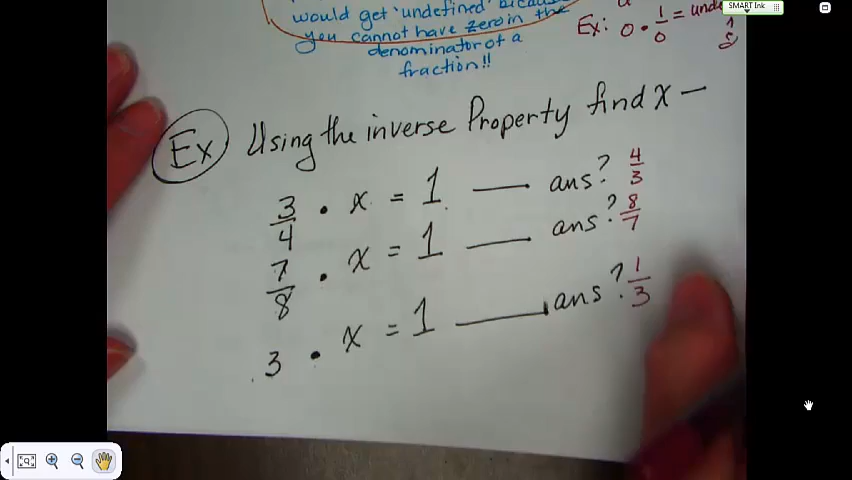 SMART Ink
would get 'undefined' because
you cannot have zero in the
denominator of a
fraction!!
Ex: 0 · 1/0 = unde
Ex Using the inverse Property find x —
3/4 · x = 1 — ans? 4/3
7/8 · x = 1 — ans? 8/7
3 · x = 1 — ans? 1/3